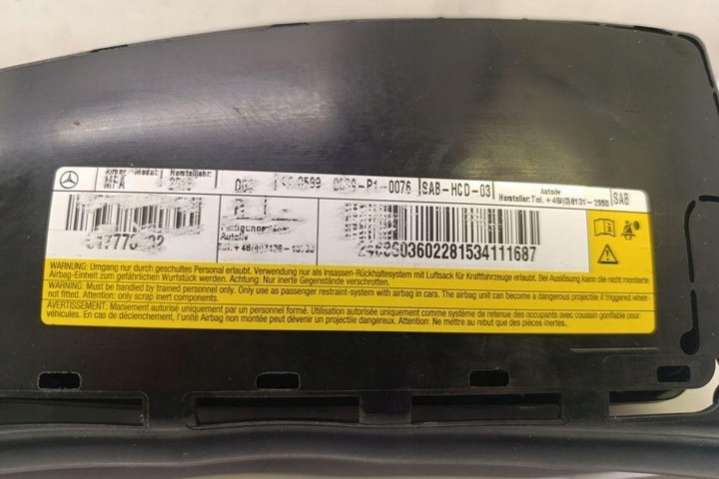 Herstelljahr
0599 -P1-0076 SAB-HCD-03 Autoliv SAB
Hersteller: Tel. +49(0)8131-2950
Autoliv
WARNUNG: Umgang nur durch geschultes Personal erlaubt. Verwendung nur als Insassen-Rückhaltesystem mit Luftsack für Kraftfahrzeuge erlaubt. Bei Auslösung kann die nicht montierte
Airbag-Einheit zum gefährlichen Wurfstück werden. Achtung: Nur inerte Gegenstände verschrotten.
WARNING: Must be handled by trained personnel only. Only use as passenger restraint-system with airbag in cars. The airbag unit can become a dangerous projectile if triggered when
not fitted. Attention: only scrap inert components.
AVERTISSEMENT: Maniement autorisé uniquement par un personnel formé. Utilisation autorisée uniquement comme système de retenue des occupants avec coussin gonflable pour
véhicules. En cas de déclenchement, l'unité Airbag non montée peut devenir un projectile dangereux. Attention: Ne mettre au rebut que des pièces inertes.